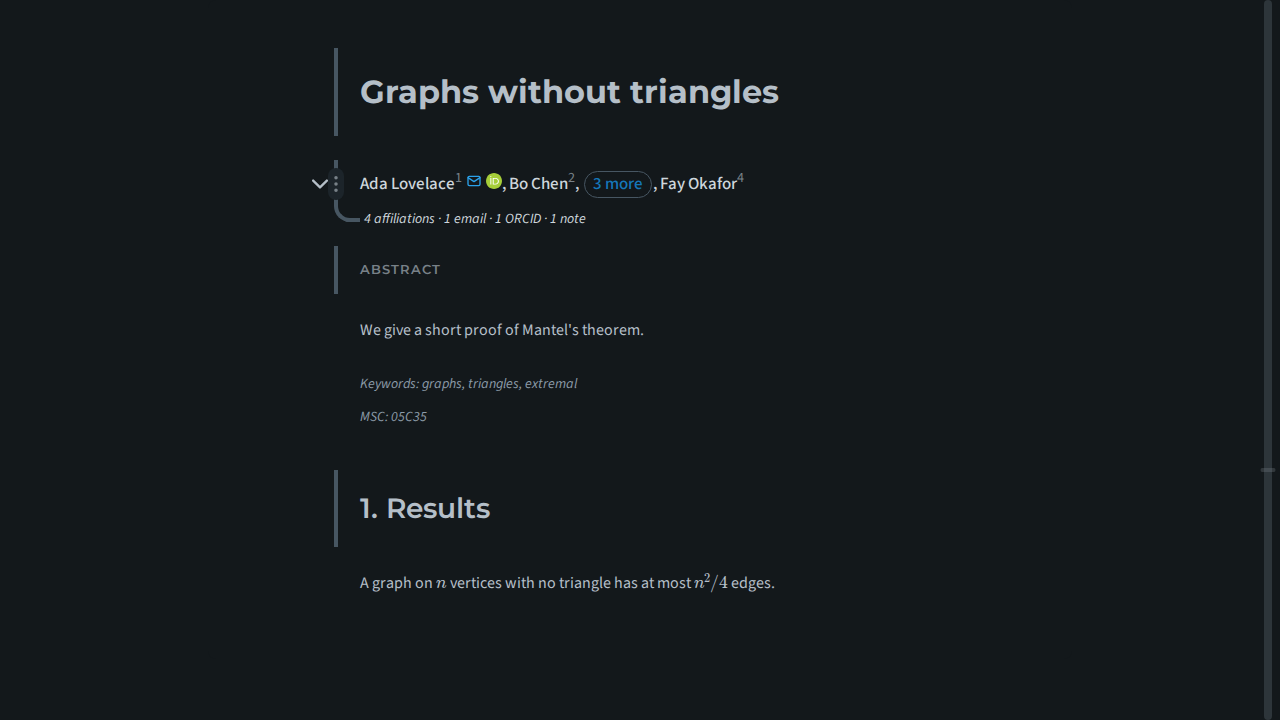 Graphs without triangles
Ada Lovelace¹ iD, Bo Chen², 3 more, Fay Okafor⁴
4 affiliations · 1 email · 1 ORCID · 1 note
ABSTRACT
We give a short proof of Mantel's theorem.
Keywords: graphs, triangles, extremal
MSC: 05C35
1. Results
A graph on n vertices with no triangle has at most n²/4 edges.